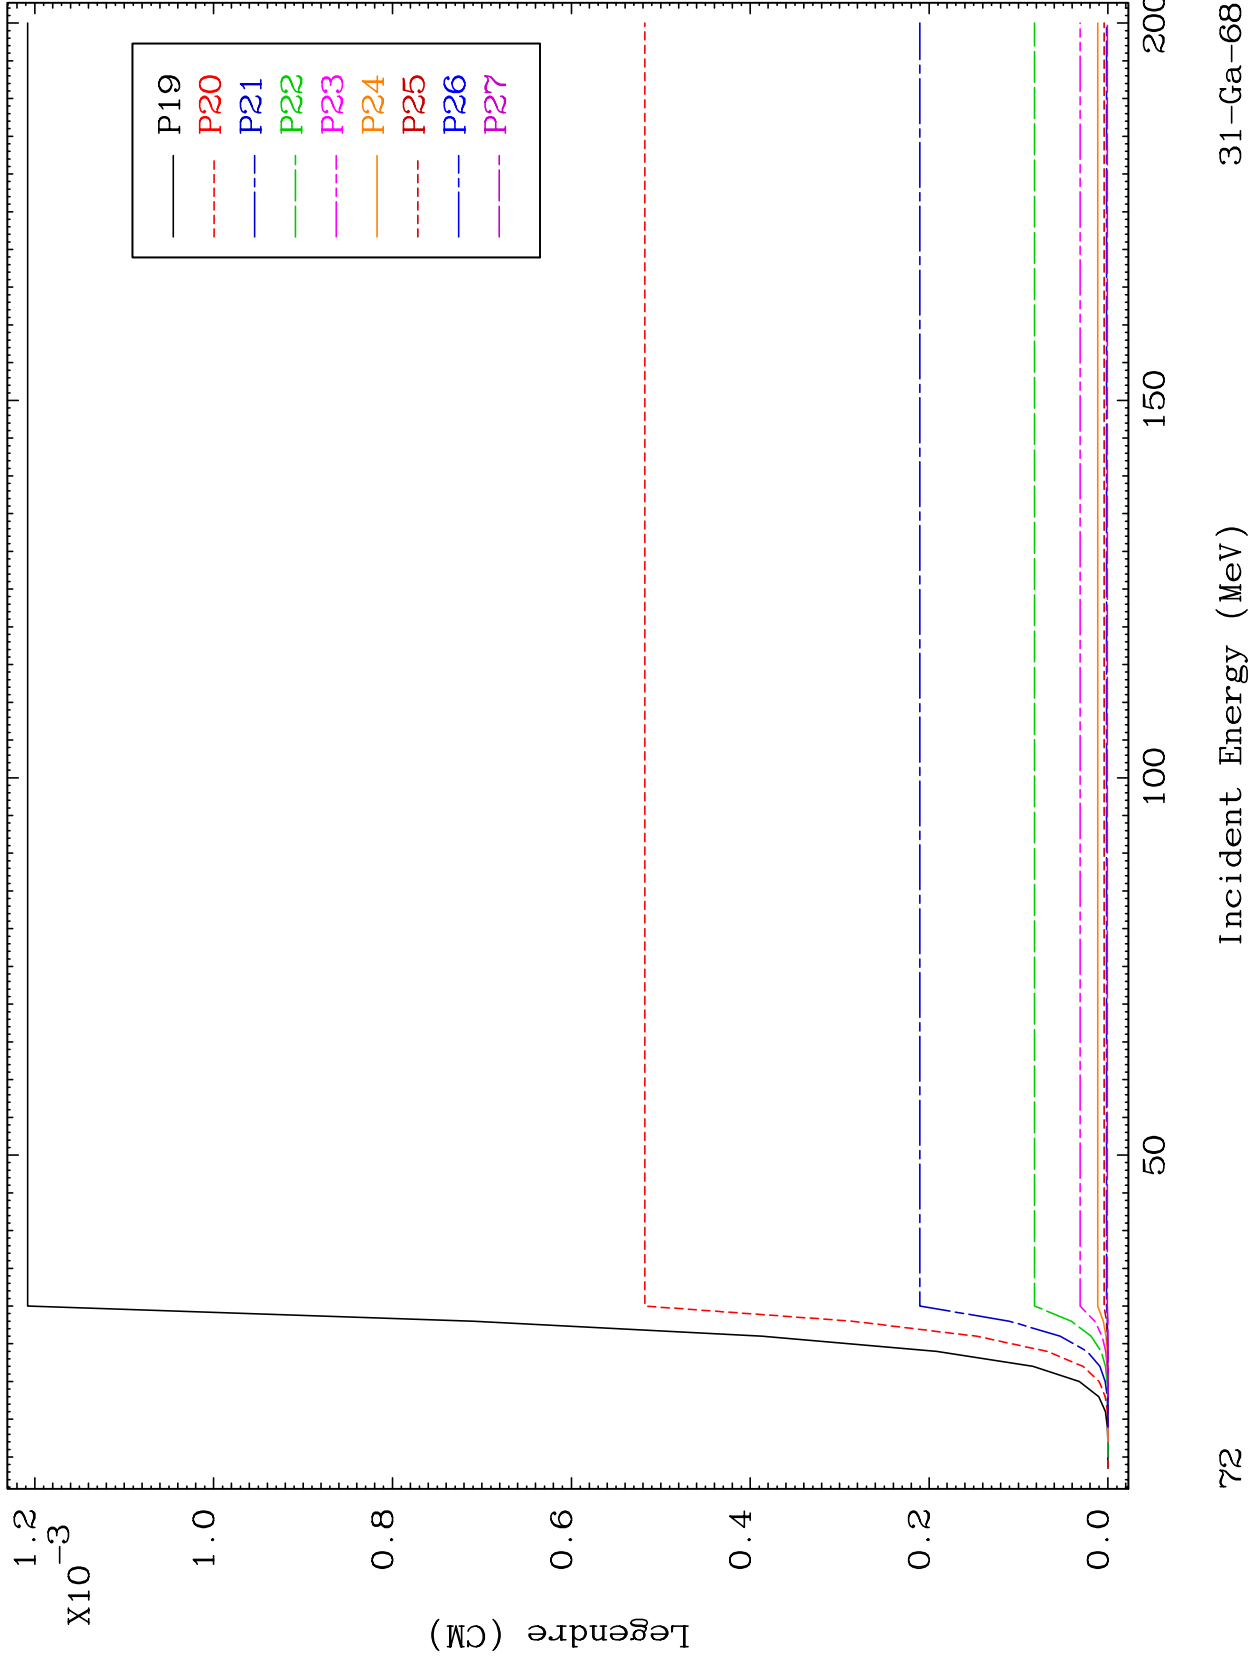 P19
P20
P21
P22
P23
P24
P25
P26
P27
1.2
X10-3
1.0
0.8
0.6
0.4
0.2
0.0
Legendre (CM)
50
100
150
200
Incident Energy (MeV)
72
31-Ga-68